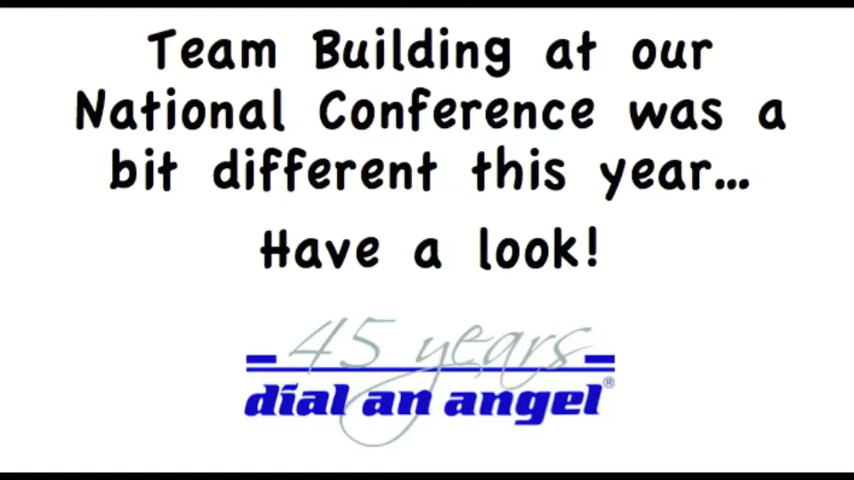 Team Building at our
National Conference was a
bit different this year...
Have a look!
45 years
dial an angel®